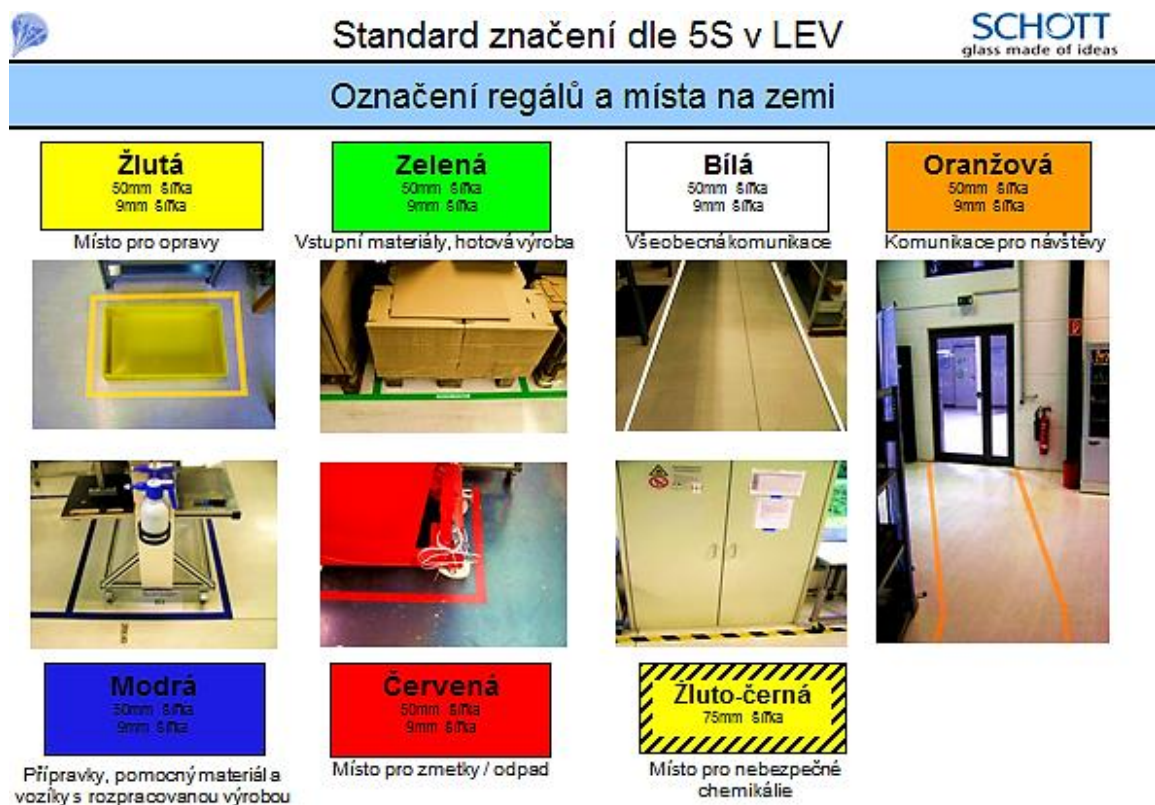 Standard značení dle 5S v LEV
SCHOTT
glass made of ideas
Označení regálů a místa na zemi
Žlutá
50mm šířka
9mm šířka
Místo pro opravy
Zelená
50mm šířka
9mm šířka
Vstupní materiály, hotová výroba
Bílá
50mm šířka
9mm šířka
Všeobecná komunikace
Oranžová
50mm šířka
9mm šířka
Komunikace pro návštěvy
Modrá
50mm šířka
9mm šířka
Přípravky, pomocný materiál a
vozíky s rozpracovanou výrobou
Červená
50mm šířka
9mm šířka
Místo pro zmetky / odpad
Žluto-černá
75mm šířka
Místo pro nebezpečné
chemikálie